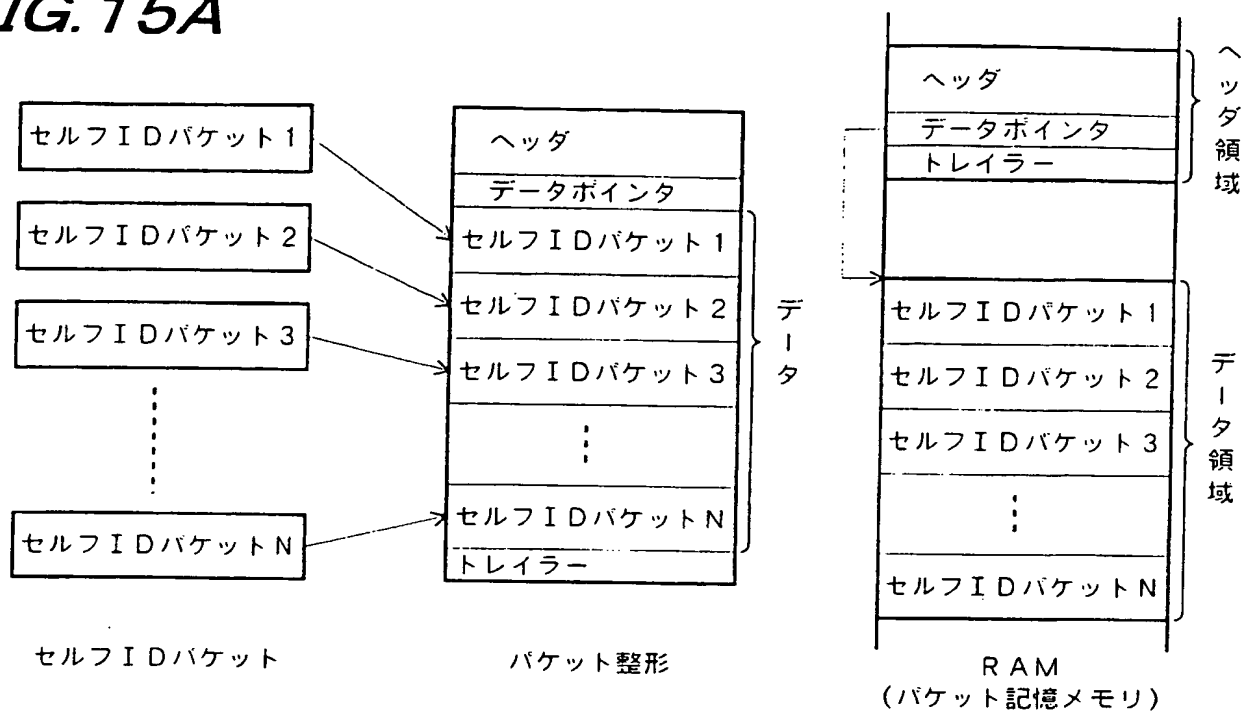 IG. 15A
セルフIDパケット1
セルフIDパケット2
セルフIDパケット3
セルフIDパケットN
セルフIDパケット
ヘッダ
データポインタ
セルフIDパケット1
セルフIDパケット2
セルフIDパケット3
セルフIDパケットN
トレイラー
データ
パケット整形
ヘッダ
データポインタ
トレイラー
ヘッダ領域
セルフIDパケット1
セルフIDパケット2
セルフIDパケット3
セルフIDパケットN
データ領域
RAM
(パケット記憶メモリ)